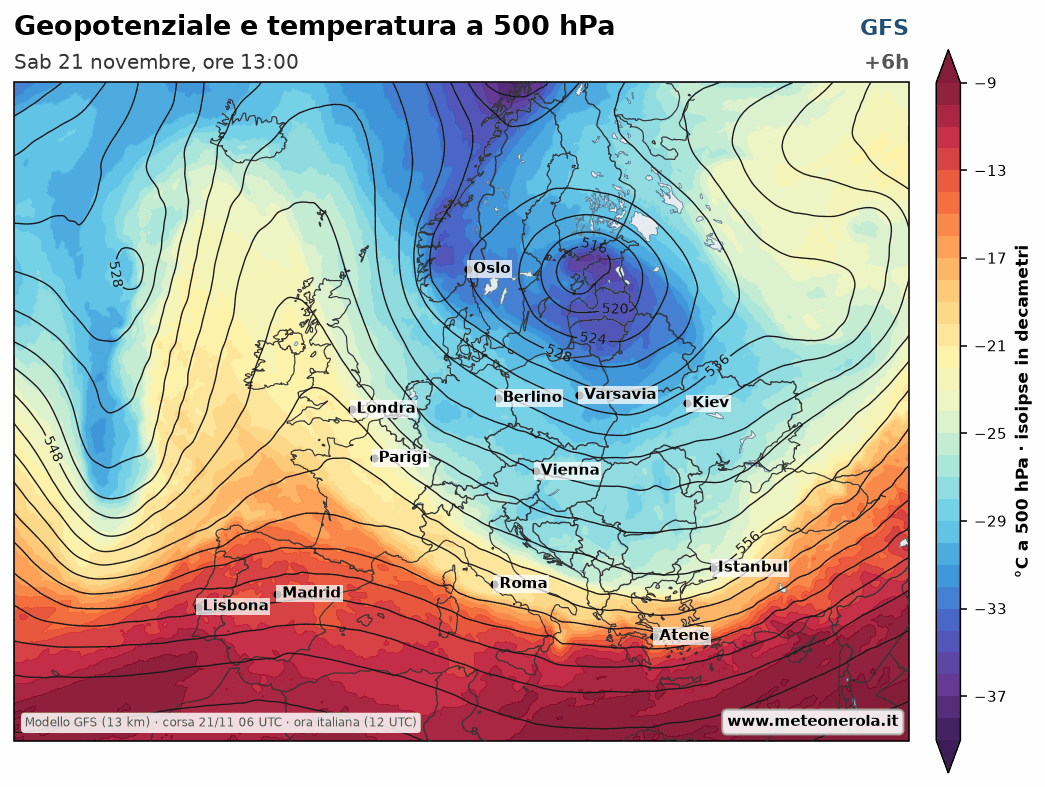 Geopotenziale e temperatura a 500 hPa
GFS
Sab 21 novembre, ore 13:00
+6h
−9
−13
−17
−21
−25
−29
−33
−37
°C a 500 hPa · isoipse in decametri
516
528
Oslo
520
524
528
536
Berlino
Varsavia
Kiev
Londra
548
Parigi
Vienna
556
Istanbul
Roma
Madrid
Lisbona
Atene
Modello GFS (13 km) · corsa 21/11 06 UTC · ora italiana (12 UTC)
www.meteonerola.it